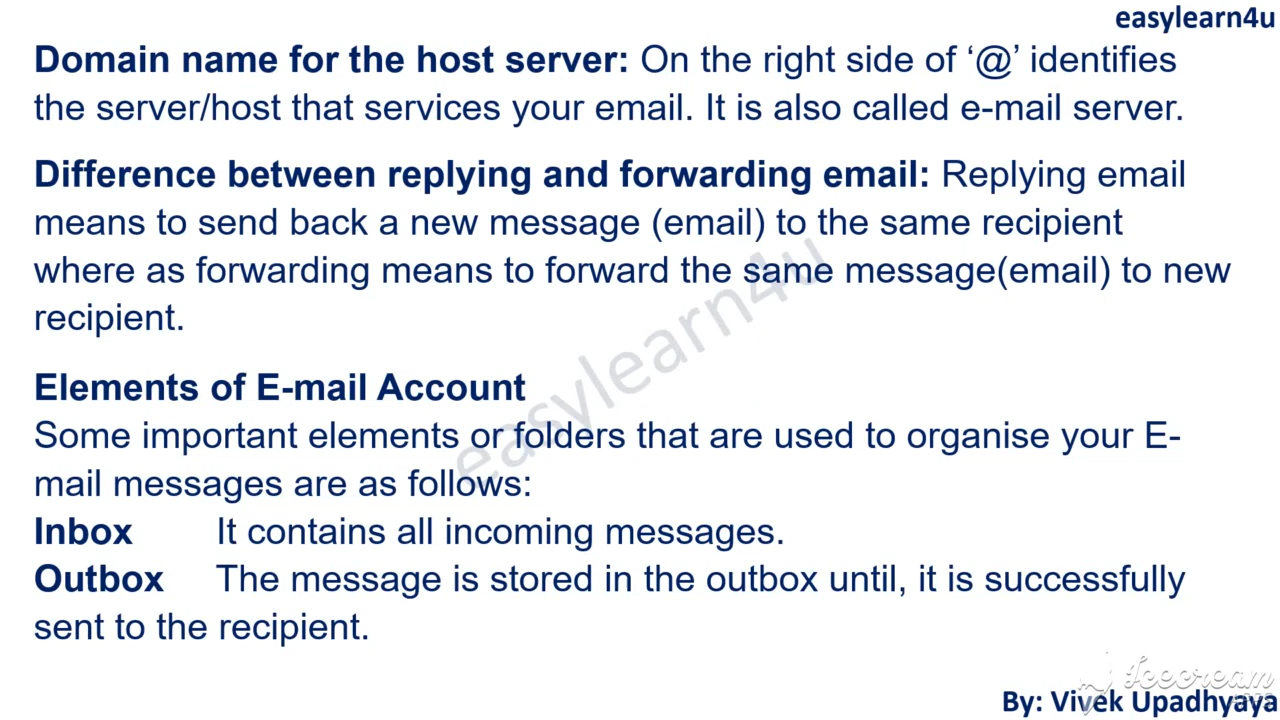 easylearn4u
Domain name for the host server: On the right side of ‘@’ identifies
the server/host that services your email. It is also called e-mail server.
Difference between replying and forwarding email: Replying email
means to send back a new message (email) to the same recipient
where as forwarding means to forward the same message(email) to new
recipient.
easylearn4u
Elements of E-mail Account
Some important elements or folders that are used to organise your E-
mail messages are as follows:
Inbox It contains all incoming messages.
Outbox The message is stored in the outbox until, it is successfully
sent to the recipient.
Icecream
APPS
By: Vivek Upadhyaya